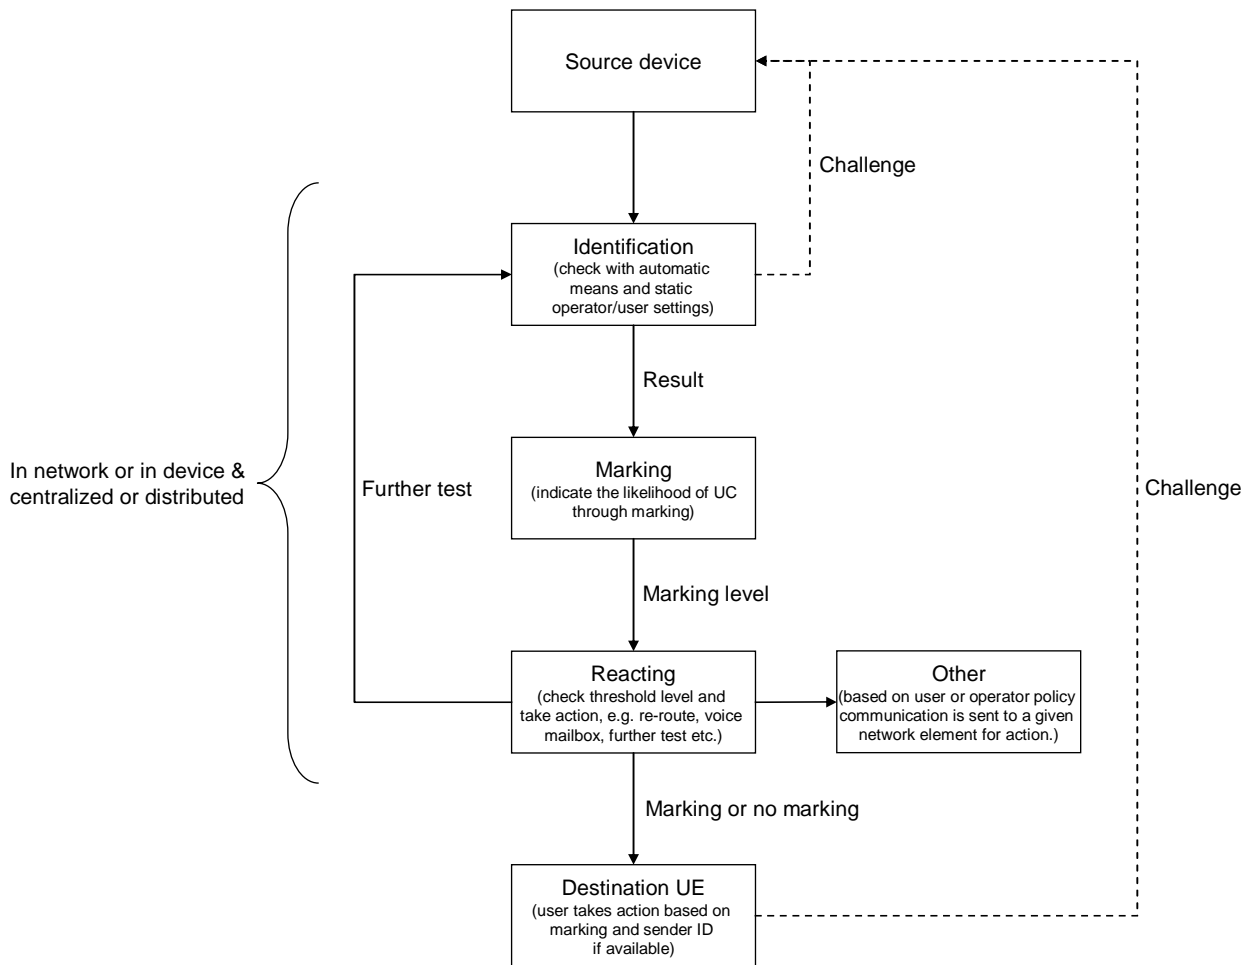 Source device
Challenge
Identification
(check with automatic
means and static
operator/user settings)
Result
In network or in device &
centralized or distributed
Further test
Marking
(indicate the likelihood of UC
through marking)
Challenge
Marking level
Reacting
(check threshold level and
take action, e.g. re-route, voice
mailbox, further test etc.)
Other
(based on user or operator policy
communication is sent to a given
network element for action.)
Marking or no marking
Destination UE
(user takes action based on
marking and sender ID
if available)